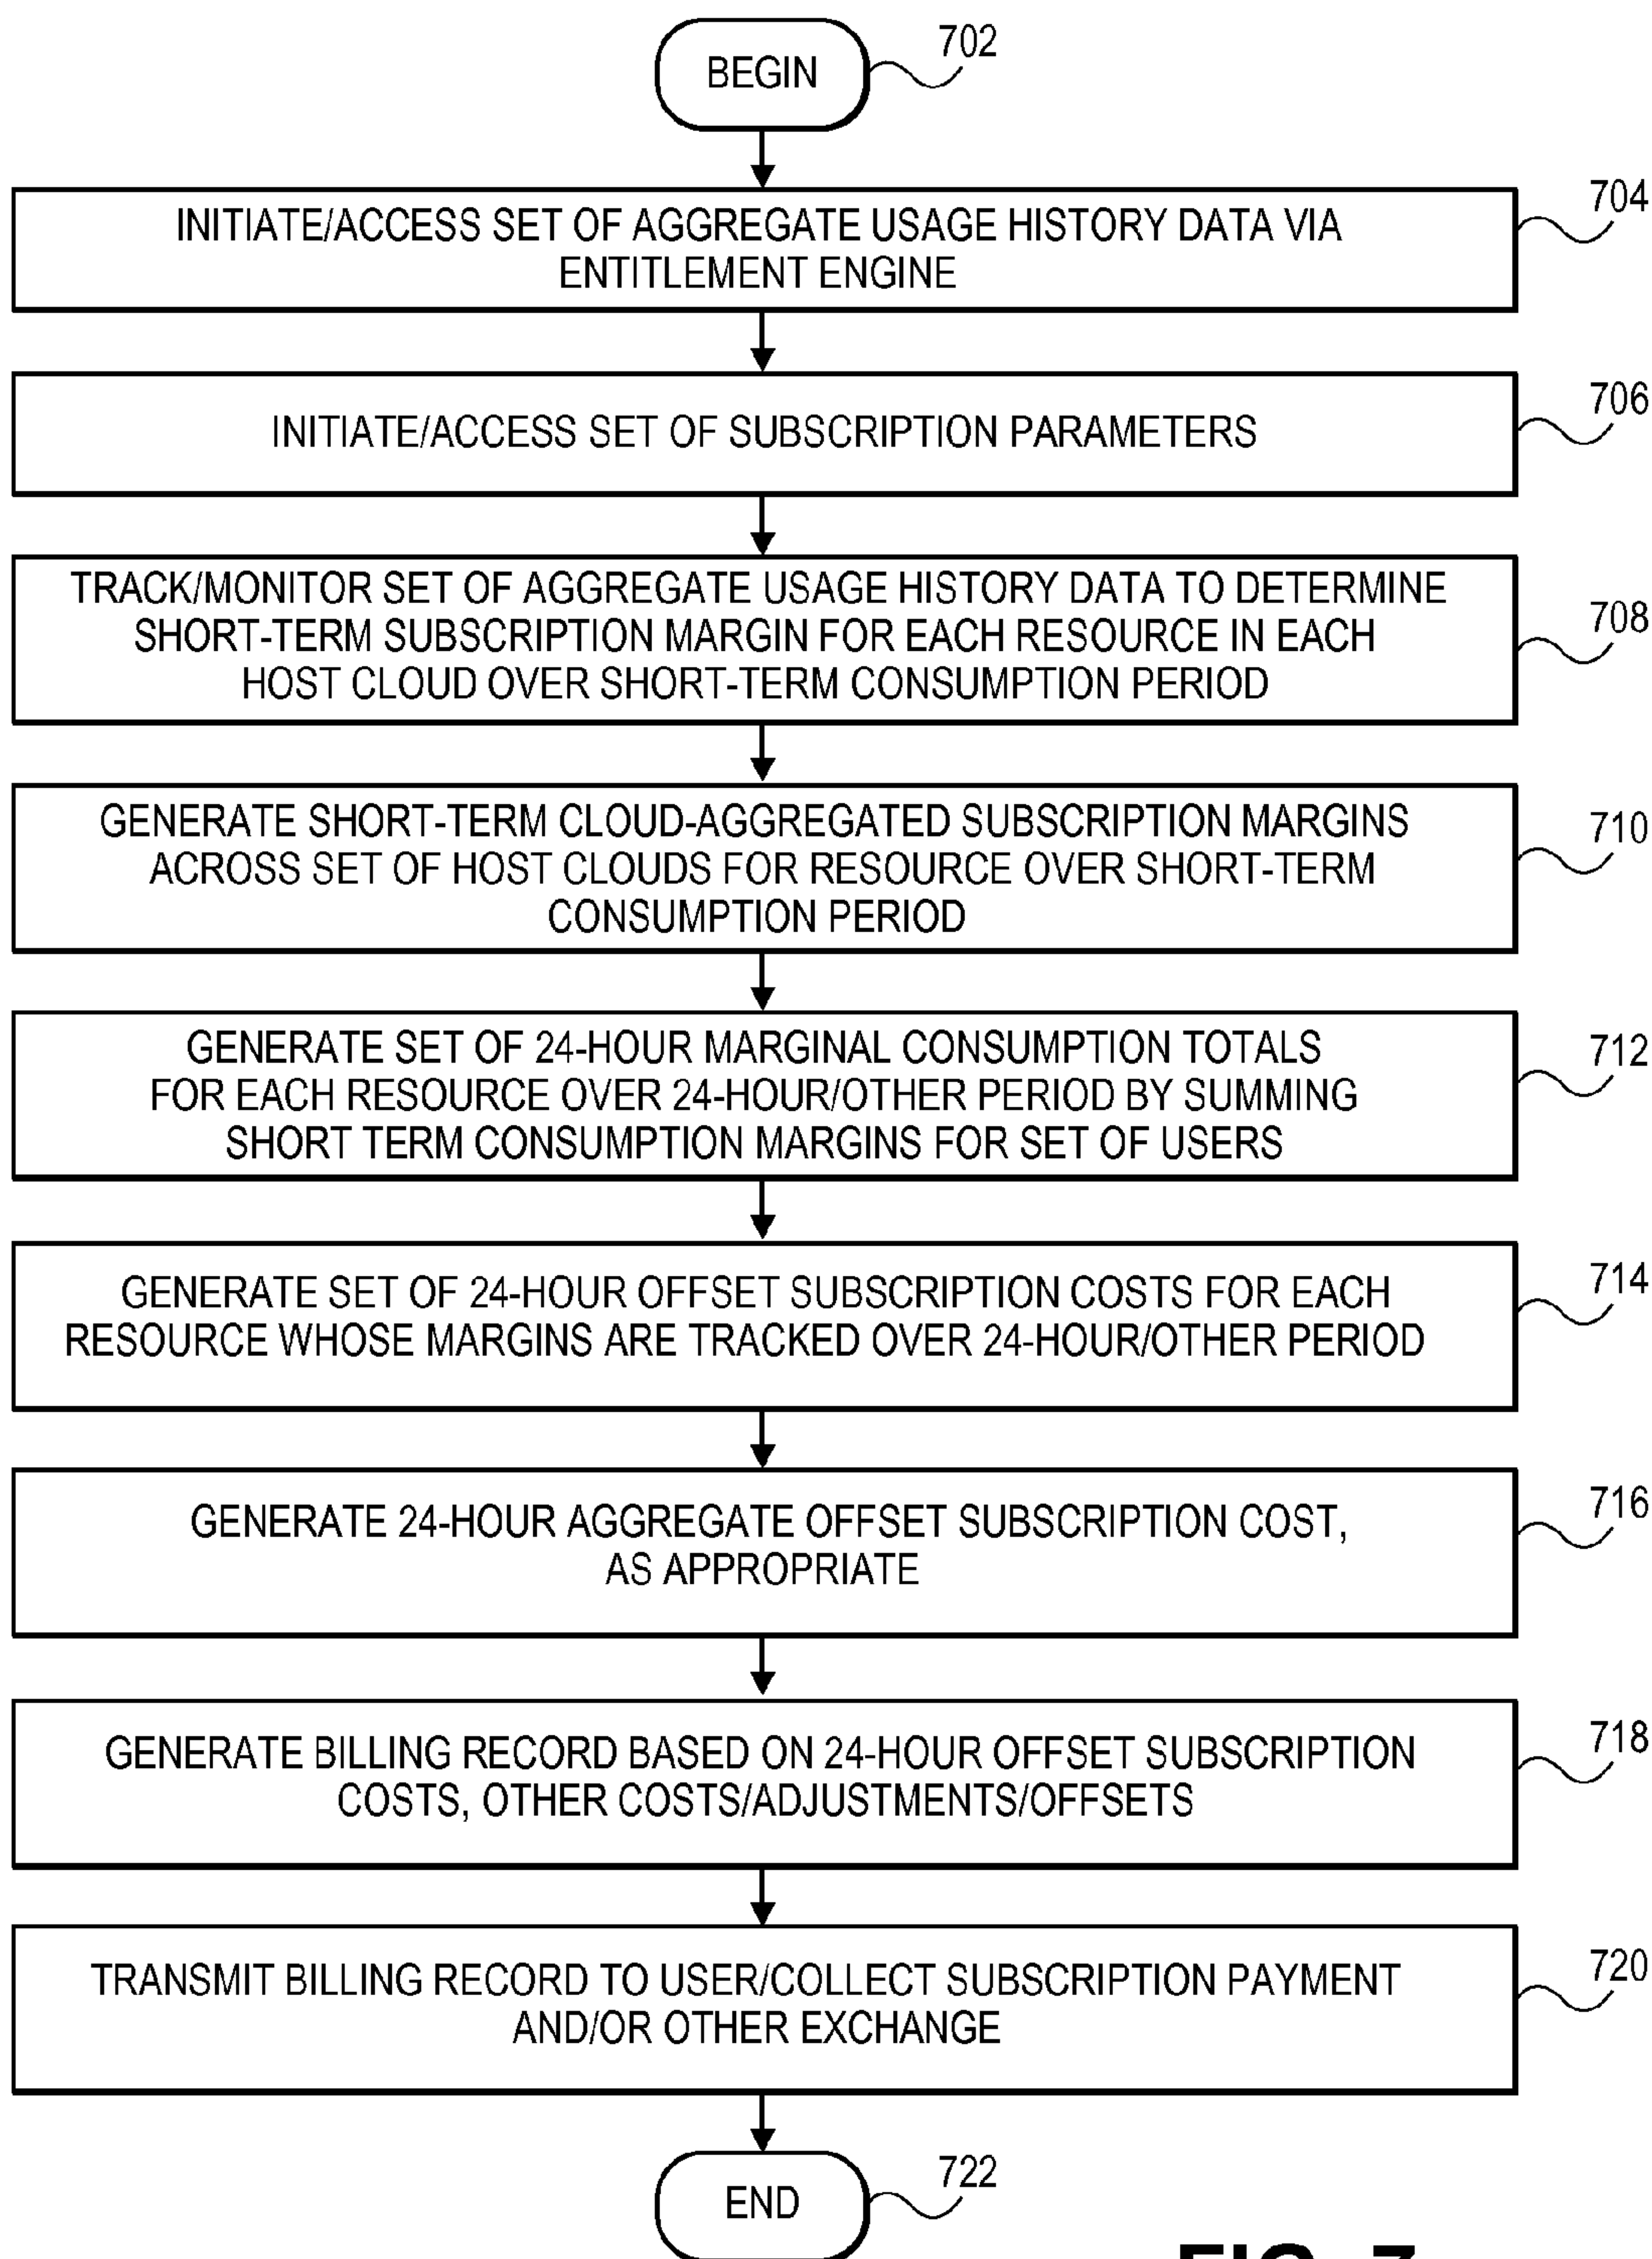 BEGIN
702
INITIATE/ACCESS SET OF AGGREGATE USAGE HISTORY DATA VIA
ENTITLEMENT ENGINE
704
INITIATE/ACCESS SET OF SUBSCRIPTION PARAMETERS
706
TRACK/MONITOR SET OF AGGREGATE USAGE HISTORY DATA TO DETERMINE
SHORT-TERM SUBSCRIPTION MARGIN FOR EACH RESOURCE IN EACH
HOST CLOUD OVER SHORT-TERM CONSUMPTION PERIOD
708
GENERATE SHORT-TERM CLOUD-AGGREGATED SUBSCRIPTION MARGINS
ACROSS SET OF HOST CLOUDS FOR RESOURCE OVER SHORT-TERM
CONSUMPTION PERIOD
710
GENERATE SET OF 24-HOUR MARGINAL CONSUMPTION TOTALS
FOR EACH RESOURCE OVER 24-HOUR/OTHER PERIOD BY SUMMING
SHORT TERM CONSUMPTION MARGINS FOR SET OF USERS
712
GENERATE SET OF 24-HOUR OFFSET SUBSCRIPTION COSTS FOR EACH
RESOURCE WHOSE MARGINS ARE TRACKED OVER 24-HOUR/OTHER PERIOD
714
GENERATE 24-HOUR AGGREGATE OFFSET SUBSCRIPTION COST,
AS APPROPRIATE
716
GENERATE BILLING RECORD BASED ON 24-HOUR OFFSET SUBSCRIPTION
COSTS, OTHER COSTS/ADJUSTMENTS/OFFSETS
718
TRANSMIT BILLING RECORD TO USER/COLLECT SUBSCRIPTION PAYMENT
AND/OR OTHER EXCHANGE
720
END
722
FIG. 7